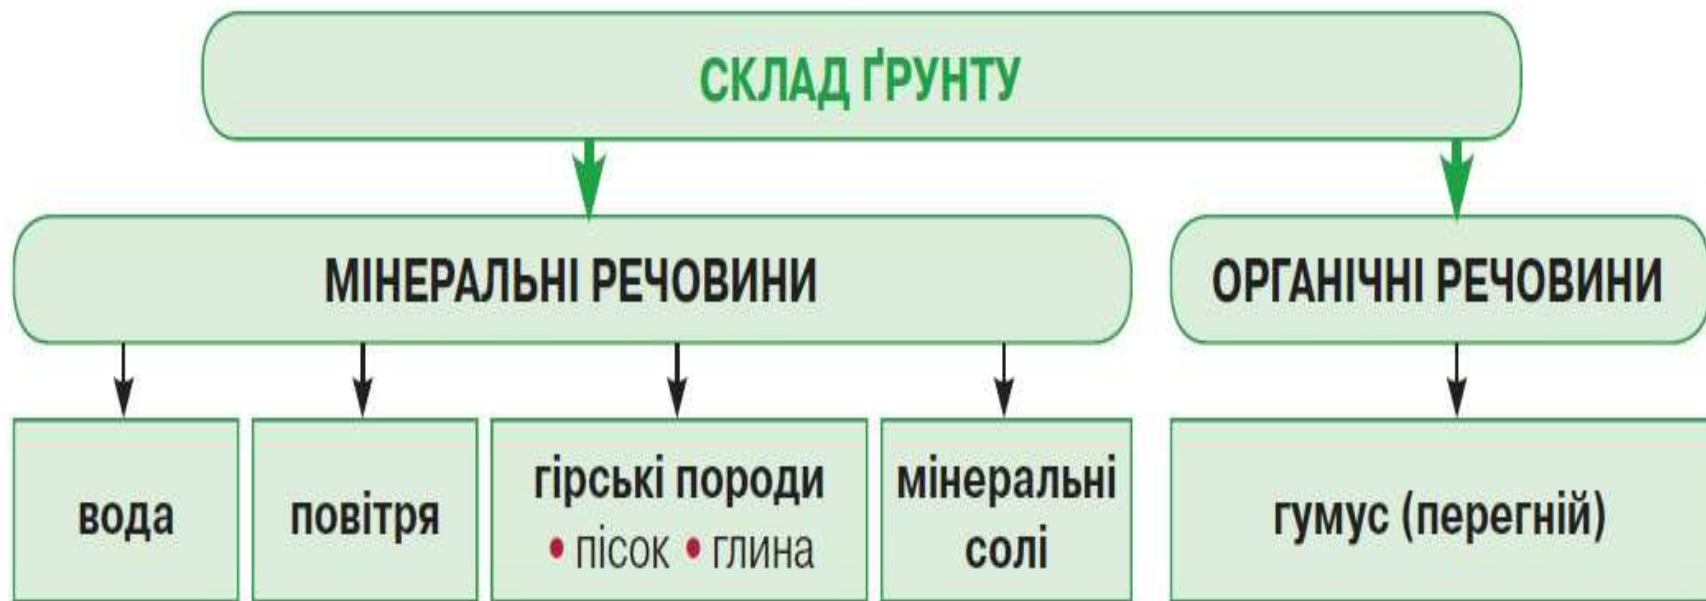 СКЛАД ҐРУНТУ
МІНЕРАЛЬНІ РЕЧОВИНИ
ОРГАНІЧНІ РЕЧОВИНИ
вода
повітря
гірські породи
• пісок • глина
мінеральні
солі
гумус (перегній)